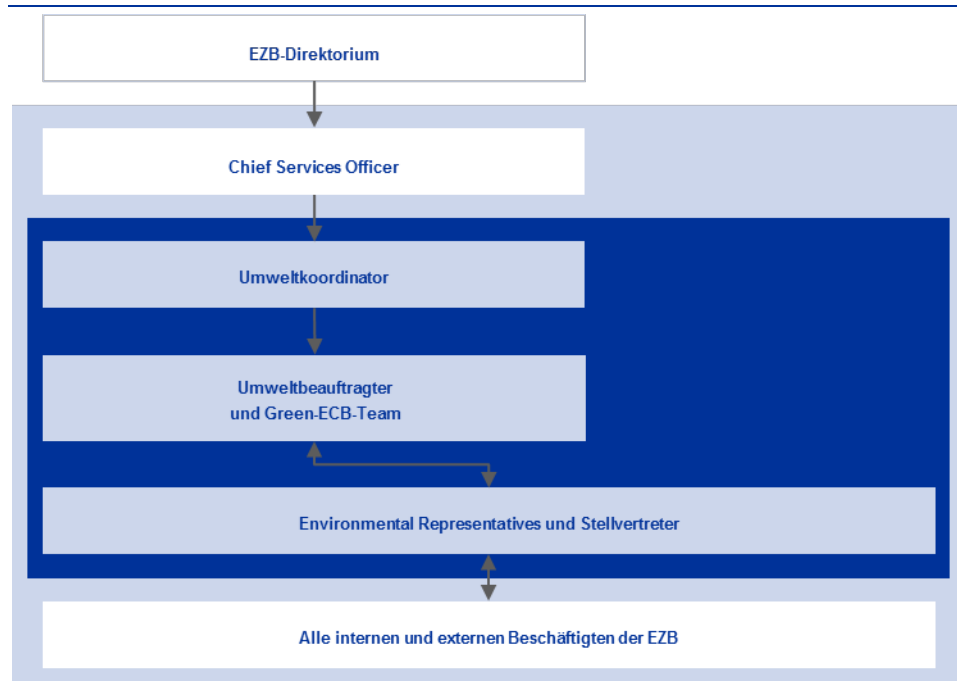 EZB-Direktorium
Chief Services Officer
Umweltkoordinator
Umweltbeauftragter
und Green-ECB-Team
Environmental Representatives und Stellvertreter
Alle internen und externen Beschäftigten der EZB